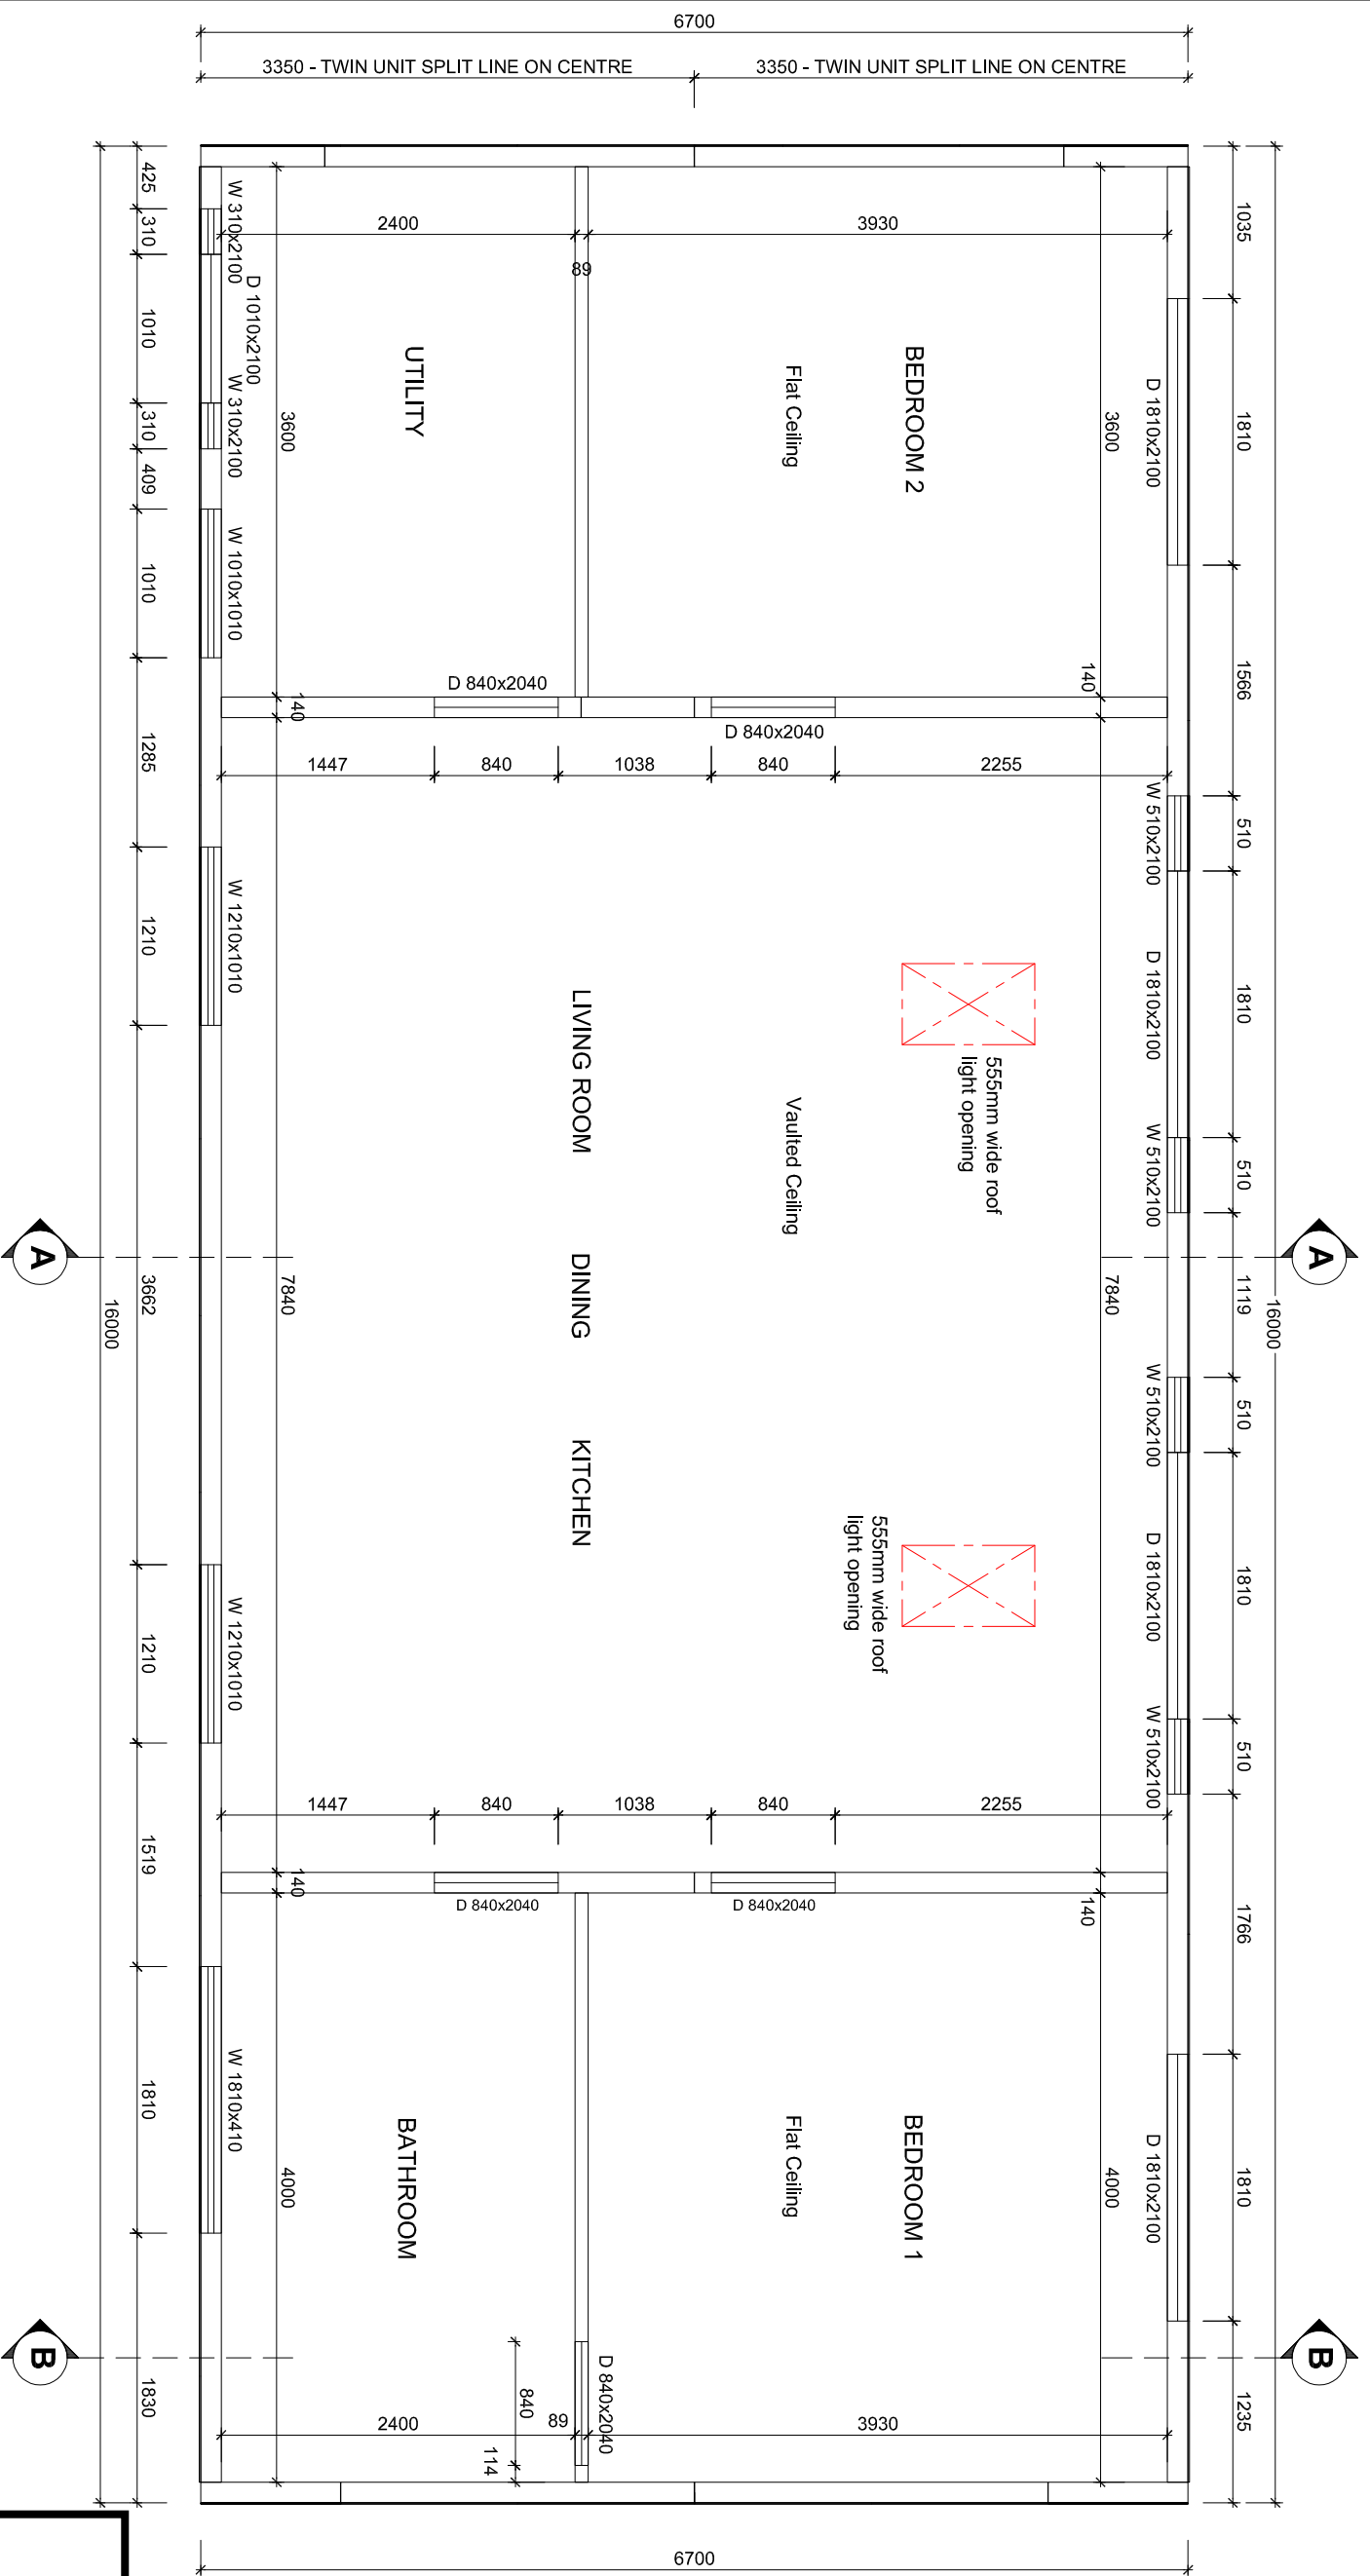 6700
3350 - TWIN UNIT SPLIT LINE ON CENTRE
3350 - TWIN UNIT SPLIT LINE ON CENTRE
425
310
1010
310
409
1010
1285
1210
3662
1210
1519
1810
1830
16000
W 310x2100
D 1010x2100
W 310x2100
W 1010x1010
W 1210x1010
W 1210x1010
W 1810x410
2400
89
3930
3600
UTILITY
BEDROOM 2
Flat Ceiling
3600
D 1810x2100
1035
1810
1566
510
1810
510
1119
510
1810
510
1766
1810
1235
16000
140
D 840x2040
140
D 840x2040
1447
840
1038
840
2255
W 510x2100
D 1810x2100
W 510x2100
W 510x2100
D 1810x2100
W 510x2100
D 1810x2100
555mm wide roof
light opening
Vaulted Ceiling
LIVING ROOM
DINING
KITCHEN
7840
7840
555mm wide roof
light opening
A
A
1447
840
1038
840
2255
140
D 840x2040
D 840x2040
140
BATHROOM
BEDROOM 1
Flat Ceiling
4000
4000
D 840x2040
840
114
2400
89
3930
B
B
6700